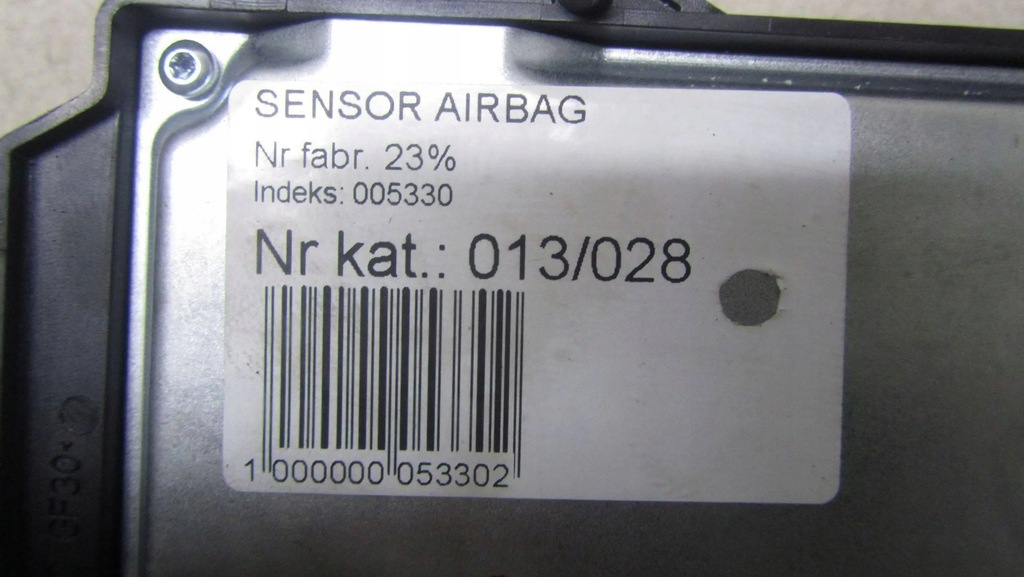 SENSOR AIRBAG
Nr fabr. 23%
Indeks: 005330
Nr kat.: 013/028
1 000000 053302
GF30